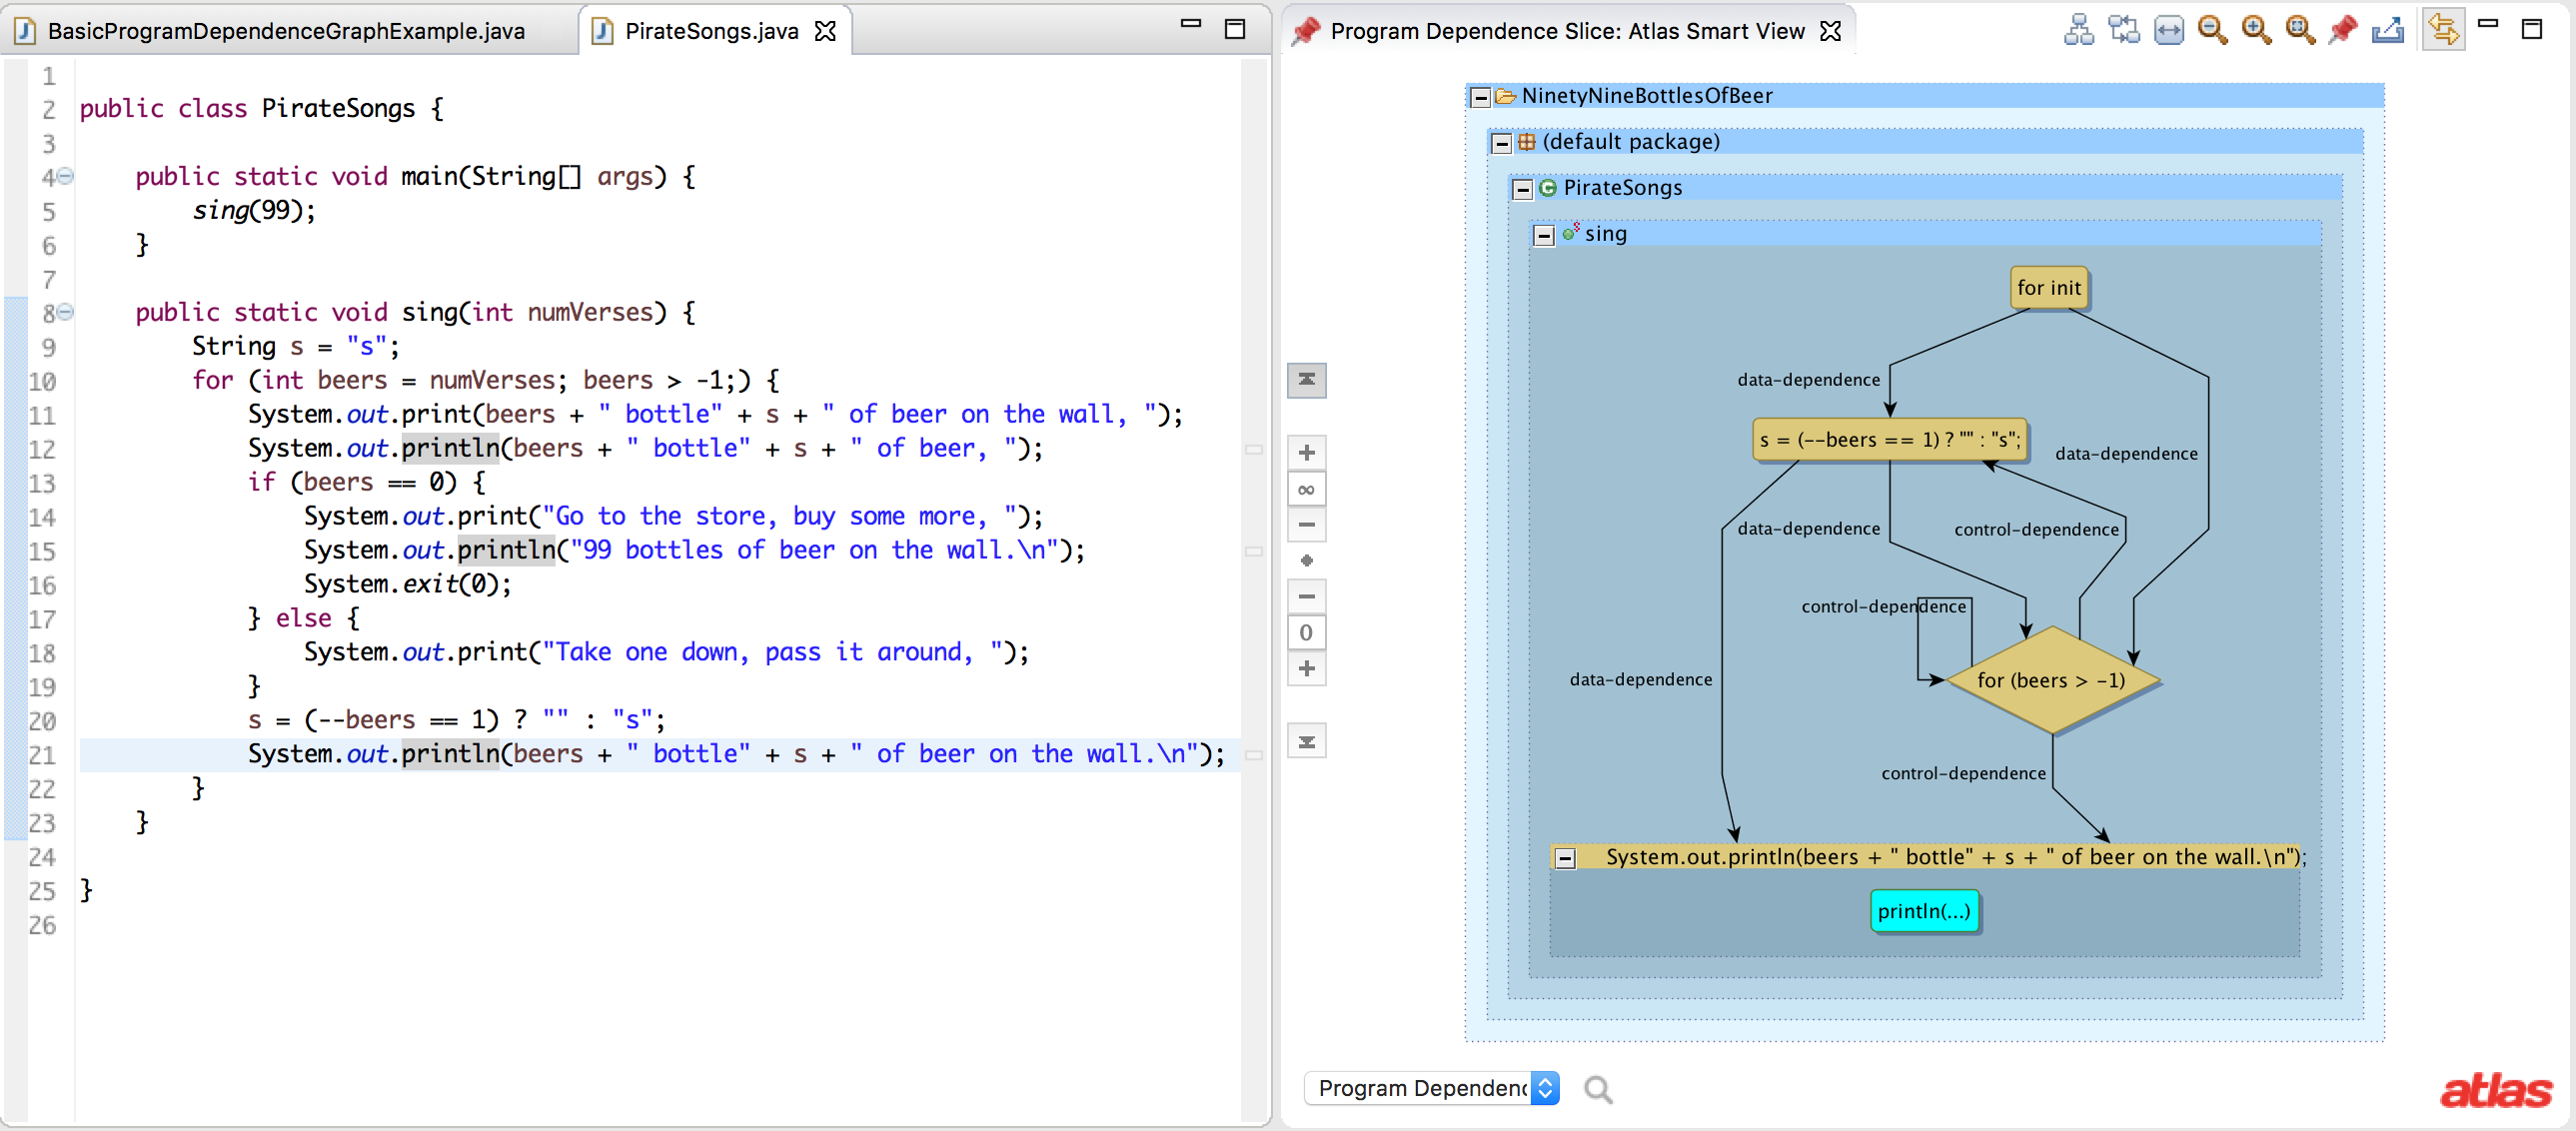 BasicProgramDependenceGraphExample.java
PirateSongs.java
1
2 public class PirateSongs {
3
4 public static void main(String[] args) {
5 sing(99);
6 }
7
8 public static void sing(int numVerses) {
9 String s = "s";
10 for (int beers = numVerses; beers > -1;) {
11 System.out.print(beers + " bottle" + s + " of beer on the wall, ");
12 System.out.println(beers + " bottle" + s + " of beer, ");
13 if (beers == 0) {
14 System.out.print("Go to the store, buy some more, ");
15 System.out.println("99 bottles of beer on the wall.\n");
16 System.exit(0);
17 } else {
18 System.out.print("Take one down, pass it around, ");
19 }
20 s = (--beers == 1) ? "" : "s";
21 System.out.println(beers + " bottle" + s + " of beer on the wall.\n");
22 }
23 }
24
25 }
26
Program Dependence Slice: Atlas Smart View
NinetyNineBottlesOfBeer
(default package)
PirateSongs
sing
for init
data-dependence
s = (--beers == 1) ? "" : "s";
data-dependence
data-dependence
control-dependence
control-dependence
data-dependence
for (beers > -1)
control-dependence
System.out.println(beers + " bottle" + s + " of beer on the wall.\n");
println(...)
+
∞
−
−
0
+
Program Dependenc
atlas